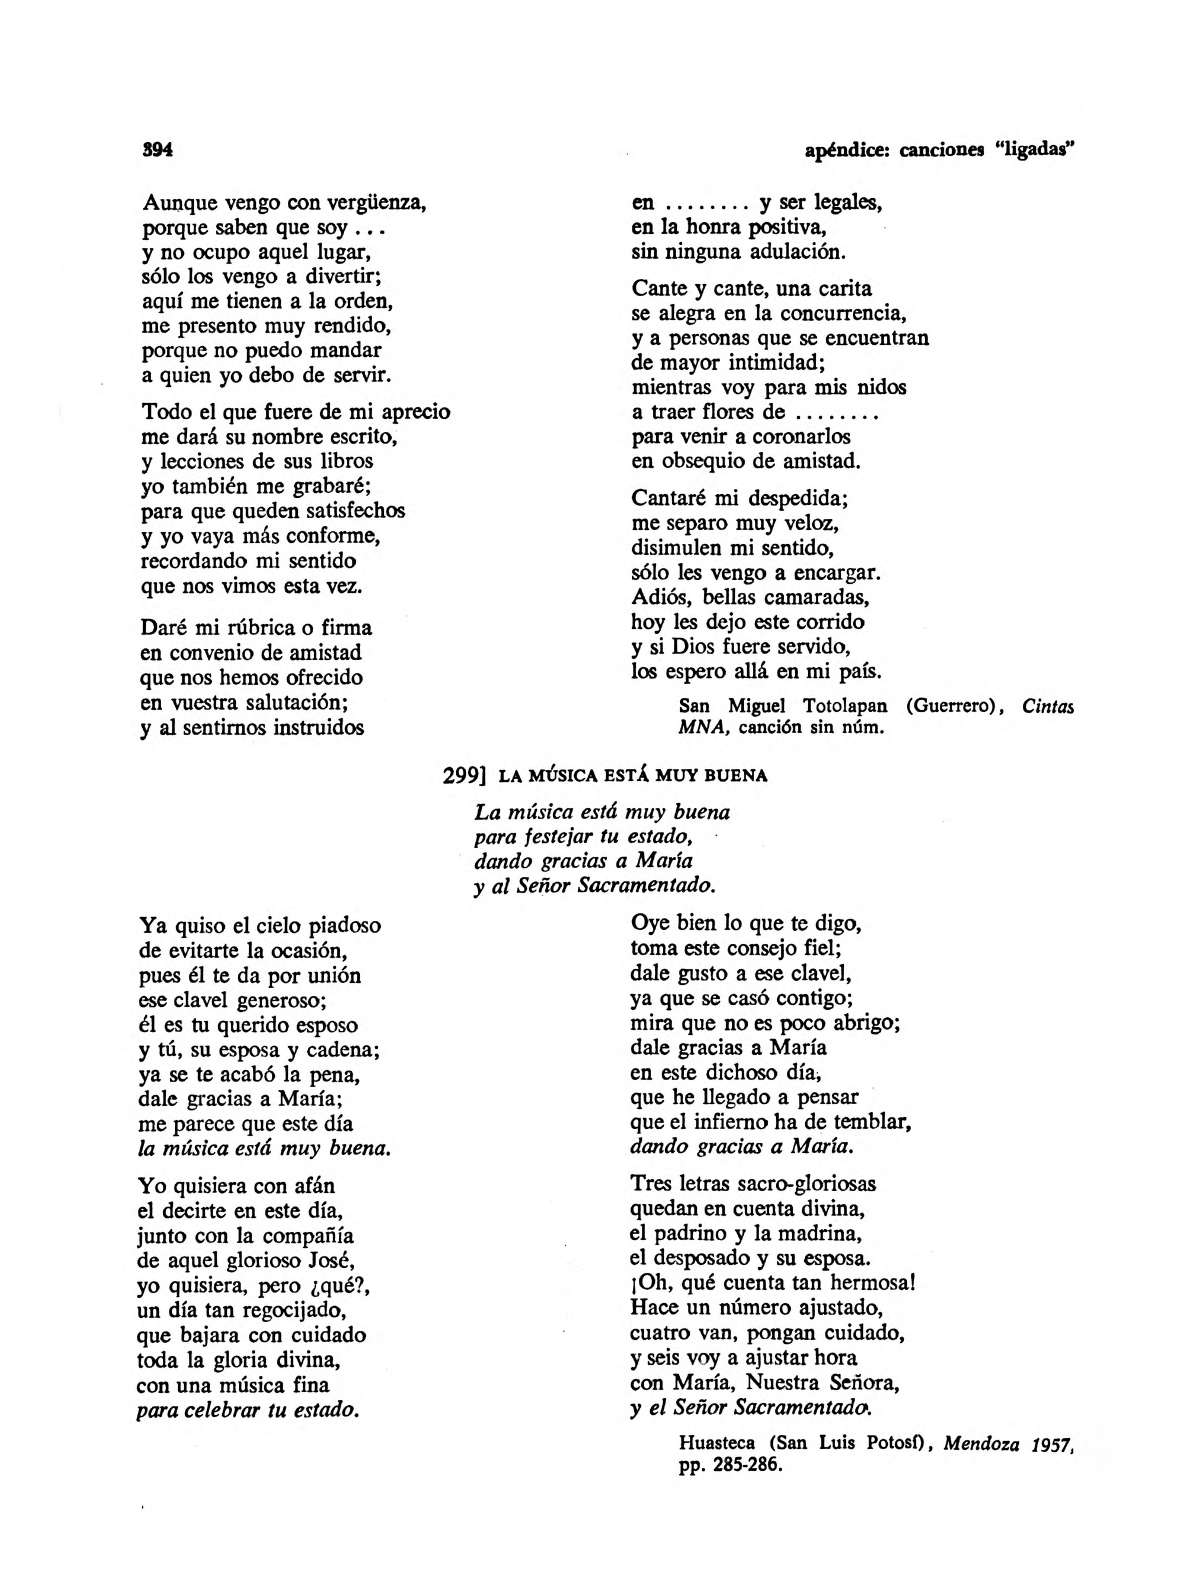 394
apéndice: canciones "ligadas"
Aunque vengo con vergüenza,
porque saben que soy ...
y no ocupo aquel lugar,
sólo los vengo a divertir;
aquí me tienen a la orden,
me presento muy rendido,
porque no puedo mandar
a quien yo debo de servir.
Todo el que fuere de mi aprecio
me dará su nombre escrito,
y lecciones de sus libros
yo también me grabaré;
para que queden satisfechos
y yo vaya más conforme,
recordando mi sentido
que nos vimos esta vez.
Daré mi rúbrica o firma
en convenio de amistad
que nos hemos ofrecido
en vuestra salutación;
y al sentirnos instruidos
en ........ y ser legales,
en la honra positiva,
sin ninguna adulación.
Cante y cante, una carita
se alegra en la concurrencia,
y a personas que se encuentran
de mayor intimidad;
mientras voy para mis nidos
a traer flores de ........
para venir a coronarlos
en obsequio de amistad.
Cantaré mi despedida;
me separo muy veloz,
disimulen mi sentido,
sólo les vengo a encargar.
Adiós, bellas camaradas,
hoy les dejo este corrido
y si Dios fuere servido,
los espero allá en mi país.
San Miguel Totolapan (Guerrero), Cintas
MNA, canción sin núm.
299] LA MÚSICA ESTÁ MUY BUENA
La música está muy buena
para festejar tu estado,
dando gracias a María
y al Señor Sacramentado.
Ya quiso el cielo piadoso
de evitarte la ocasión,
pues él te da por unión
ese clavel generoso;
él es tu querido esposo
y tú, su esposa y cadena;
ya se te acabó la pena,
dale gracias a María;
me parece que este día
la música está muy buena.
Yo quisiera con afán
el decirte en este día,
junto con la compañía
de aquel glorioso José,
yo quisiera, pero ¿qué?,
un día tan regocijado,
que bajara con cuidado
toda la gloria divina,
con una música fina
para celebrar tu estado.
Oye bien lo que te digo,
toma este consejo fiel;
dale gusto a ese clavel,
ya que se casó contigo;
mira que no es poco abrigo;
dale gracias a María
en este dichoso día,
que he llegado a pensar
que el infierno ha de temblar,
dando gracias a María.
Tres letras sacro-gloriosas
quedan en cuenta divina,
el padrino y la madrina,
el desposado y su esposa.
¡Oh, qué cuenta tan hermosa!
Hace un número ajustado,
cuatro van, pongan cuidado,
y seis voy a ajustar hora
con María, Nuestra Señora,
y el Señor Sacramentado.
Huasteca (San Luis Potosí), Mendoza 1957,
pp. 285-286.